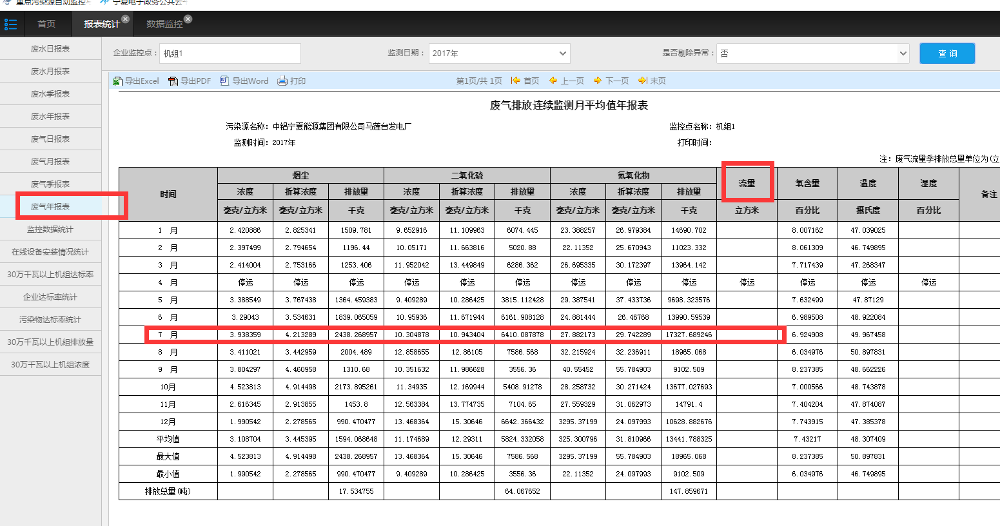 重点污染源自动监控 宁夏电子政务公共云
首页 报表统计 数据监控
废水日报表
废水月报表
废水季报表
废水年报表
废气日报表
废气月报表
废气季报表
废气年报表
监控数据统计
在线设备安装情况统计
30万千瓦以上机组达标率
企业达标率统计
污染物达标率统计
30万千瓦以上机组排放量
30万千瓦以上机组浓度
企业监控点： 机组1 监测日期： 2017年 是否剔除异常： 否 查 询
导出Excel 导出PDF 导出Word 打印 第1页/共 1页 首页 上一页 下一页 末页
废气排放连续监测月平均值年报表
污染源名称： 中铝宁夏能源集团有限公司马莲台发电厂 监控点名称： 机组1
监测时间： 2017年 打印时间：
注： 废气流量季排放总量单位为(立
时间 烟尘 二氧化硫 氮氧化物 流量 氧含量 温度 湿度 备注
浓度 折算浓度 排放量 浓度 折算浓度 排放量 浓度 折算浓度 排放量
毫克/立方米 毫克/立方米 千克 毫克/立方米 毫克/立方米 千克 毫克/立方米 毫克/立方米 千克 立方米 百分比 摄氏度 百分比
1 月 2.420886 2.825341 1509.781 9.652916 11.109963 6074.445 23.388257 26.979384 14690.702 8.007162 47.039025
2 月 2.397499 2.794654 1196.44 10.05171 11.663816 5020.88 22.11352 25.670943 11023.332 8.061309 46.749895
3 月 2.414004 2.753166 1253.406 11.952042 13.449849 6286.362 26.695335 30.172397 13964.142 7.717439 47.268347
4 月 停运 停运 停运 停运 停运 停运 停运 停运 停运 停运 停运 停运 停运
5 月 3.388549 3.767438 1364.459383 9.409289 10.286425 3815.112428 29.387541 37.433736 9698.323576 7.632499 47.87129
6 月 3.29043 3.534631 1839.065059 10.95936 11.671944 6161.908128 24.881444 26.46768 13990.59539 6.989508 48.922084
7 月 3.938359 4.213289 2438.268957 10.304878 10.943404 6410.087878 27.882173 29.742289 17327.689246 6.924908 49.967458
8 月 3.411021 3.442959 2004.489 12.858655 12.86105 7586.568 32.215924 32.236911 18965.068 6.034976 50.897831
9 月 3.804297 4.460958 1310.68 10.351632 11.986628 3556.36 40.55452 55.784903 9102.509 8.237385 48.662226
10月 4.523813 4.914498 2173.895261 11.34935 12.169944 5408.91278 28.258732 30.271424 13677.027693 7.000566 48.743878
11月 2.616345 2.913855 1453.8 12.563384 13.774735 7104.65 27.559329 31.062973 14791.4 7.404204 47.874087
12月 1.990542 2.278565 990.470477 13.468364 15.30646 6642.366432 3295.37199 24.097993 10628.882676 7.743915 47.385378
平均值 3.108704 3.445395 1594.068648 11.174689 12.29311 5824.332058 325.300796 31.810966 13441.788325 7.43217 48.307409
最大值 4.523813 4.914498 2438.268957 13.468364 15.30646 7586.568 3295.37199 55.784903 18965.068 8.237385 50.897831
最小值 1.990542 2.278565 990.470477 9.409289 10.286425 3556.36 22.11352 24.097993 9102.509 6.034976 46.749895
排放总量(吨) 17.534755 64.067652 147.859671